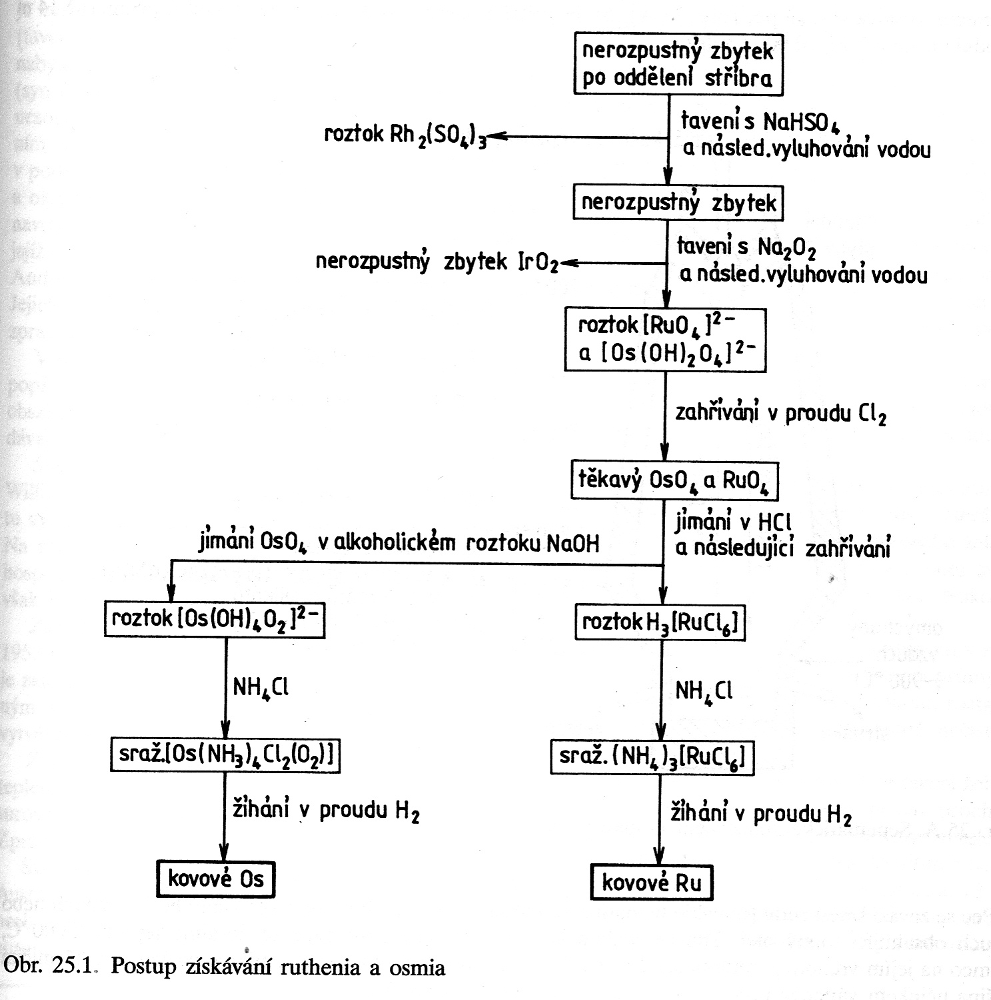 nerozpustný zbytek
po oddělení stříbra
tavení s NaHSO₄
a násled. vyluhování vodou
roztok Rh₂(SO₄)₃
nerozpustný zbytek
tavení s Na₂O₂
a násled. vyluhování vodou
nerozpustný zbytek IrO₂
roztok [RuO₄]²⁻
a [Os(OH)₂O₄]²⁻
zahřívání v proudu Cl₂
těkavý OsO₄ a RuO₄
jímání v HCl
a následující zahřívání
jímání OsO₄ v alkoholickém roztoku NaOH
roztok [Os(OH)₄O₂]²⁻
roztok H₃[RuCl₆]
NH₄Cl
NH₄Cl
sraž. [Os(NH₃)₄Cl₂(O₂)]
sraž. (NH₄)₃[RuCl₆]
žíhání v proudu H₂
žíhání v proudu H₂
kovové Os
kovové Ru
Obr. 25.1. Postup získávání ruthenia a osmia